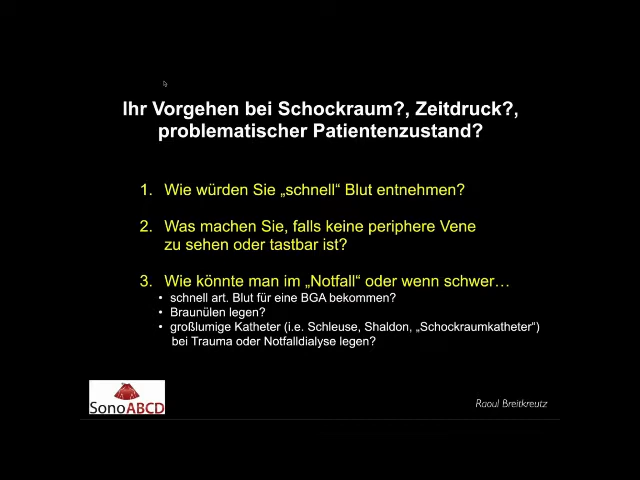 Ihr Vorgehen bei Schockraum?, Zeitdruck?,
problematischer Patientenzustand?
1. Wie würden Sie „schnell“ Blut entnehmen?
2. Was machen Sie, falls keine periphere Vene
zu sehen oder tastbar ist?
3. Wie könnte man im „Notfall“ oder wenn schwer…
• schnell art. Blut für eine BGA bekommen?
• Braunülen legen?
• großlumige Katheter (i.e. Schleuse, Shaldon, „Schockraumkatheter“)
bei Trauma oder Notfalldialyse legen?
SonoABCD
Raoul Breitkreutz